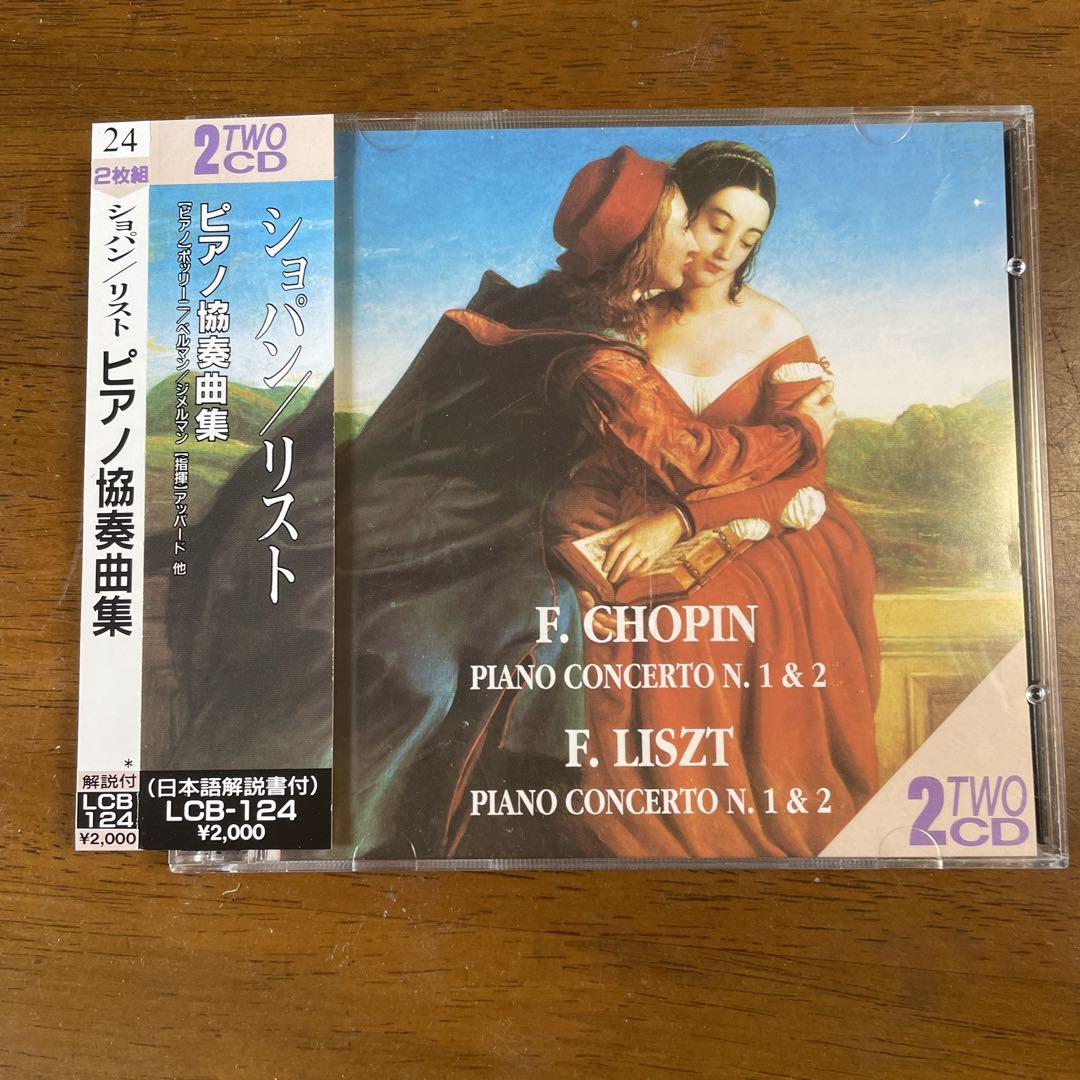 24
2枚組
ショパン/リスト ピアノ協奏曲集
*
解説付
LCB
124
¥2,000
2 TWO
CD
ショパン/リスト
ピアノ協奏曲集
[ピアノ]ポッリーニ/ベルマン/ジメルマン [指揮]アッバード 他
(日本語解説書付)
LCB-124
¥2,000
F. CHOPIN
PIANO CONCERTO N. 1 & 2
F. LISZT
PIANO CONCERTO N. 1 & 2
2 TWO
CD